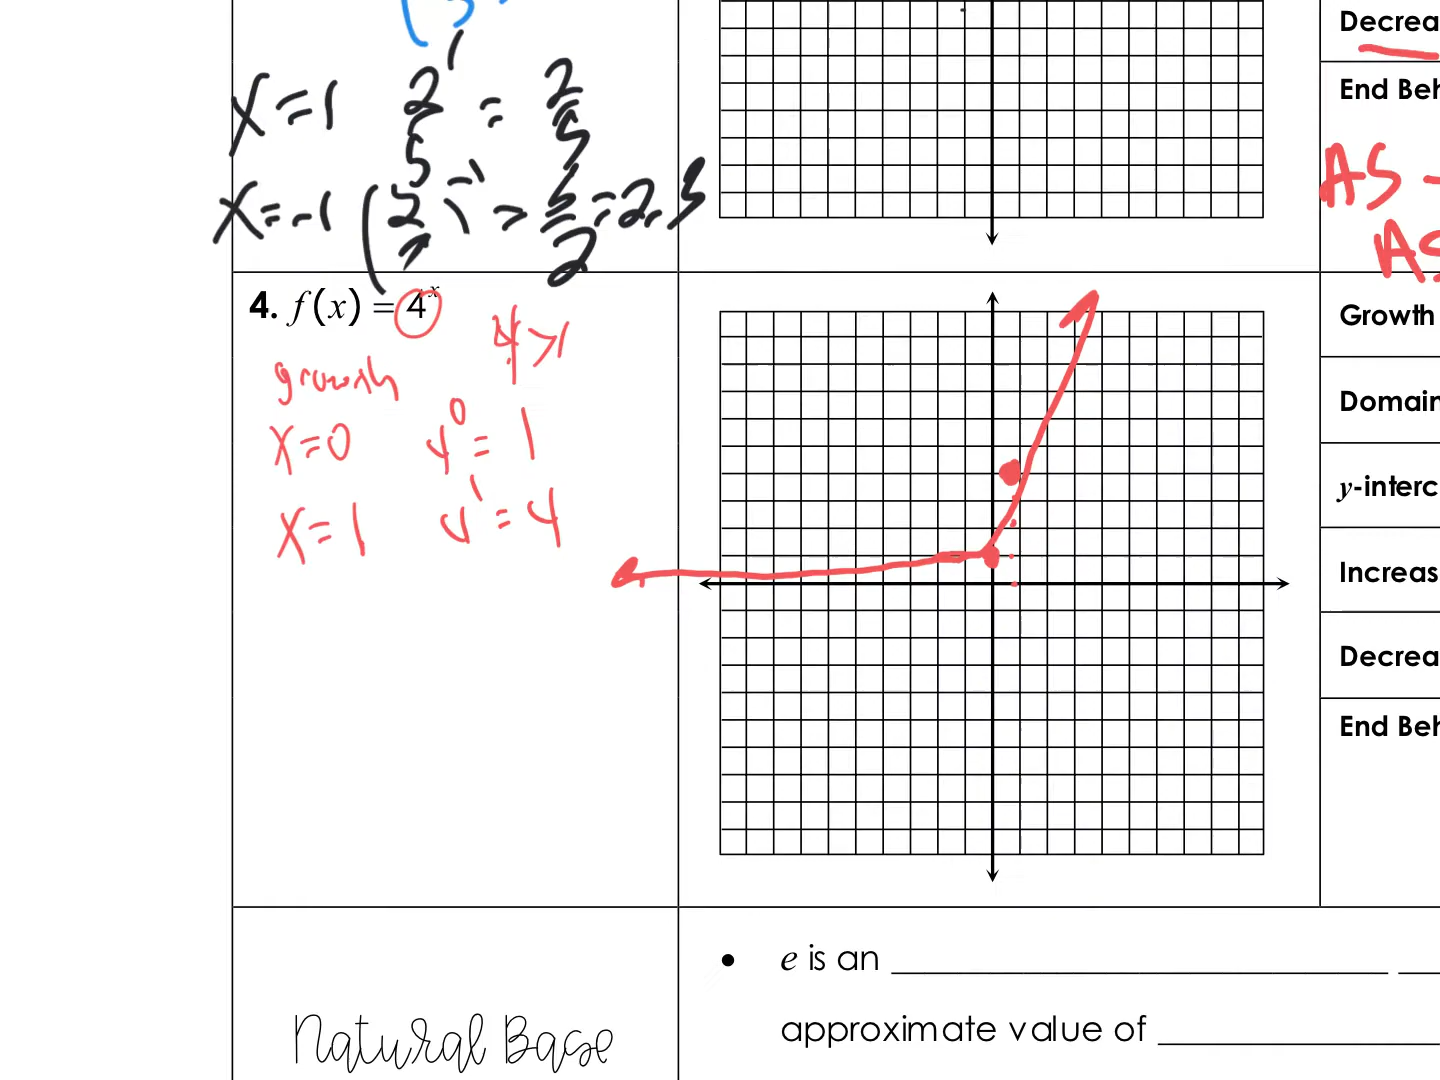 Decrea
x=1 2/5^1 = 2/5
End Beh
AS -
x=-1 (2/5)^-1 = 5/2 = 2.5
AS
4. f(x) = 4^x
4>1
Growth
growth
Domain
x=0 4^0 = 1
y-interc
x=1 4^1 = 4
Increas
Decrea
End Beh
• e is an
approximate value of
Natural Base